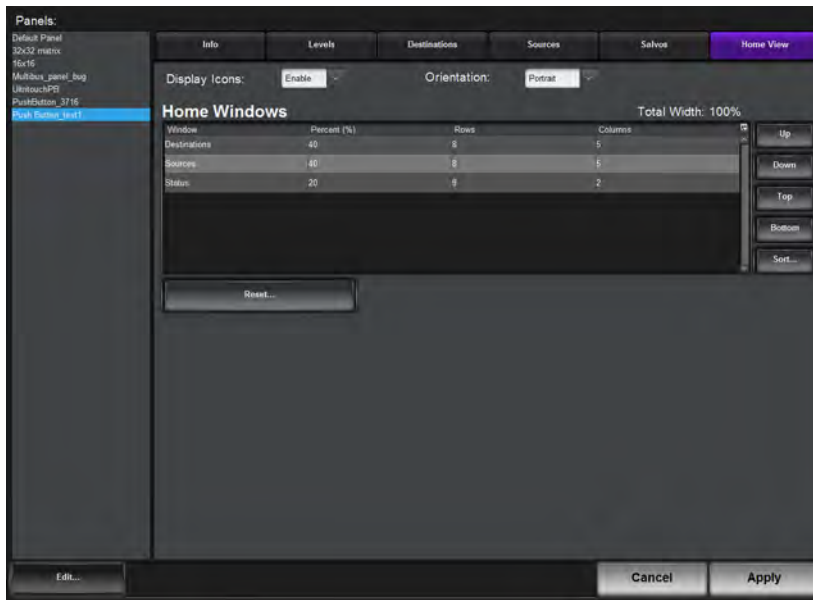 Panels:
Default Panel
32x32 matrix
16x16
Multibus_panel_bug
UltritouchPB
PushButton_3716
Push Button_test1
Info Levels Destinations Sources Salvos Home View
Display Icons: Enable Orientation: Portrait
Home Windows Total Width: 100%
Window Percent (%) Rows Columns
Destinations 40 8 5
Sources 40 8 5
Status 20 8 2
Up
Down
Top
Bottom
Sort...
Reset...
Edit... Cancel Apply